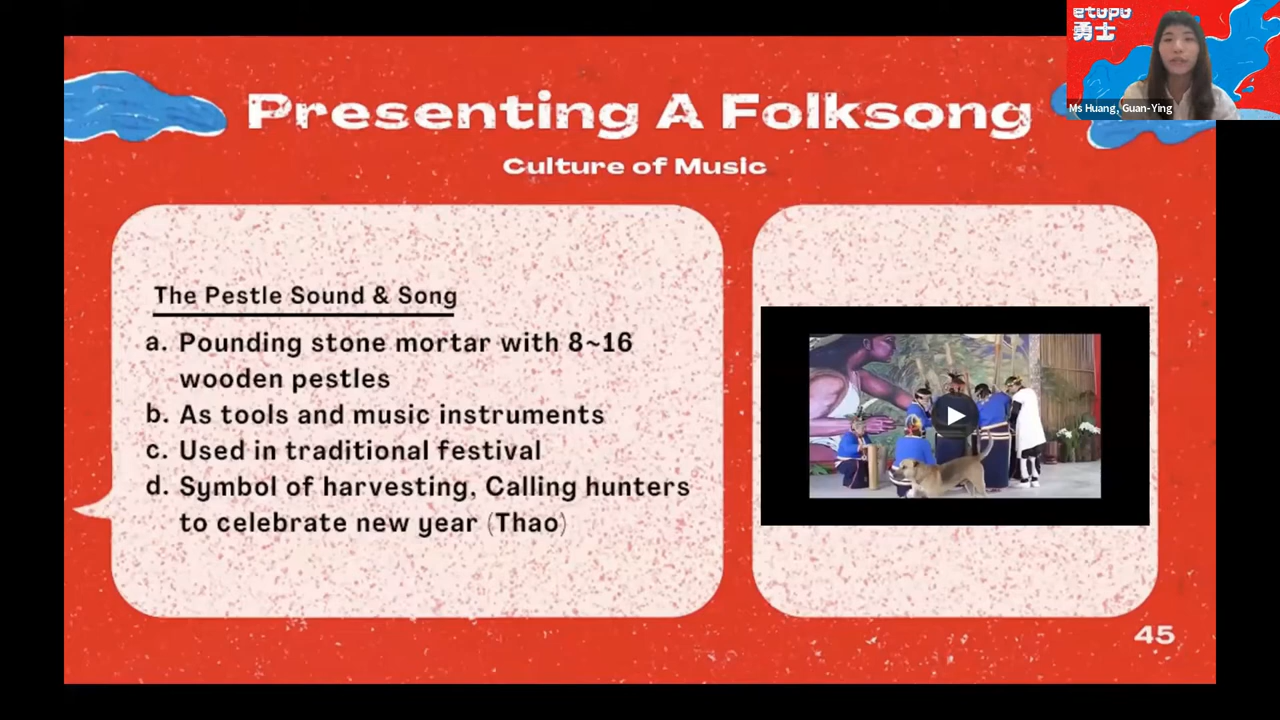 etupu
勇士
Ms Huang, Guan-Ying
Presenting A Folksong
Culture of Music
The Pestle Sound & Song
a. Pounding stone mortar with 8~16
wooden pestles
b. As tools and music instruments
c. Used in traditional festival
d. Symbol of harvesting, Calling hunters
to celebrate new year (Thao)
45